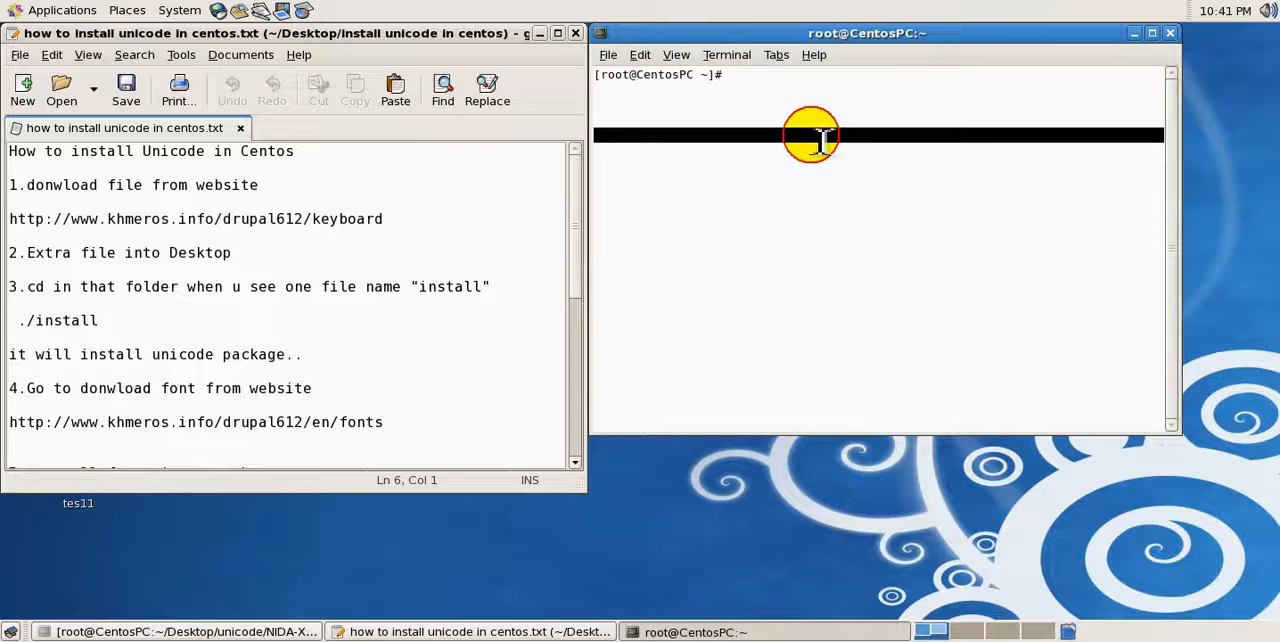 Applications Places System
10:41 PM
how to install unicode in centos.txt (~/Desktop/install unicode in centos) - g
File Edit View Search Tools Documents Help
New Open Save Print... Undo Redo Cut Copy Paste Find Replace
how to install unicode in centos.txt
How to install Unicode in Centos
1.donwload file from website
http://www.khmeros.info/drupal612/keyboard
2.Extra file into Desktop
3.cd in that folder when u see one file name "install"
./install
it will install unicode package..
4.Go to donwload font from website
http://www.khmeros.info/drupal612/en/fonts
Ln 6, Col 1 INS
root@CentosPC:~
File Edit View Terminal Tabs Help
[root@CentosPC ~]#
tes11
[root@CentosPC:~/Desktop/unicode/NIDA-X...
how to install unicode in centos.txt (~/Deskt...
root@CentosPC:~